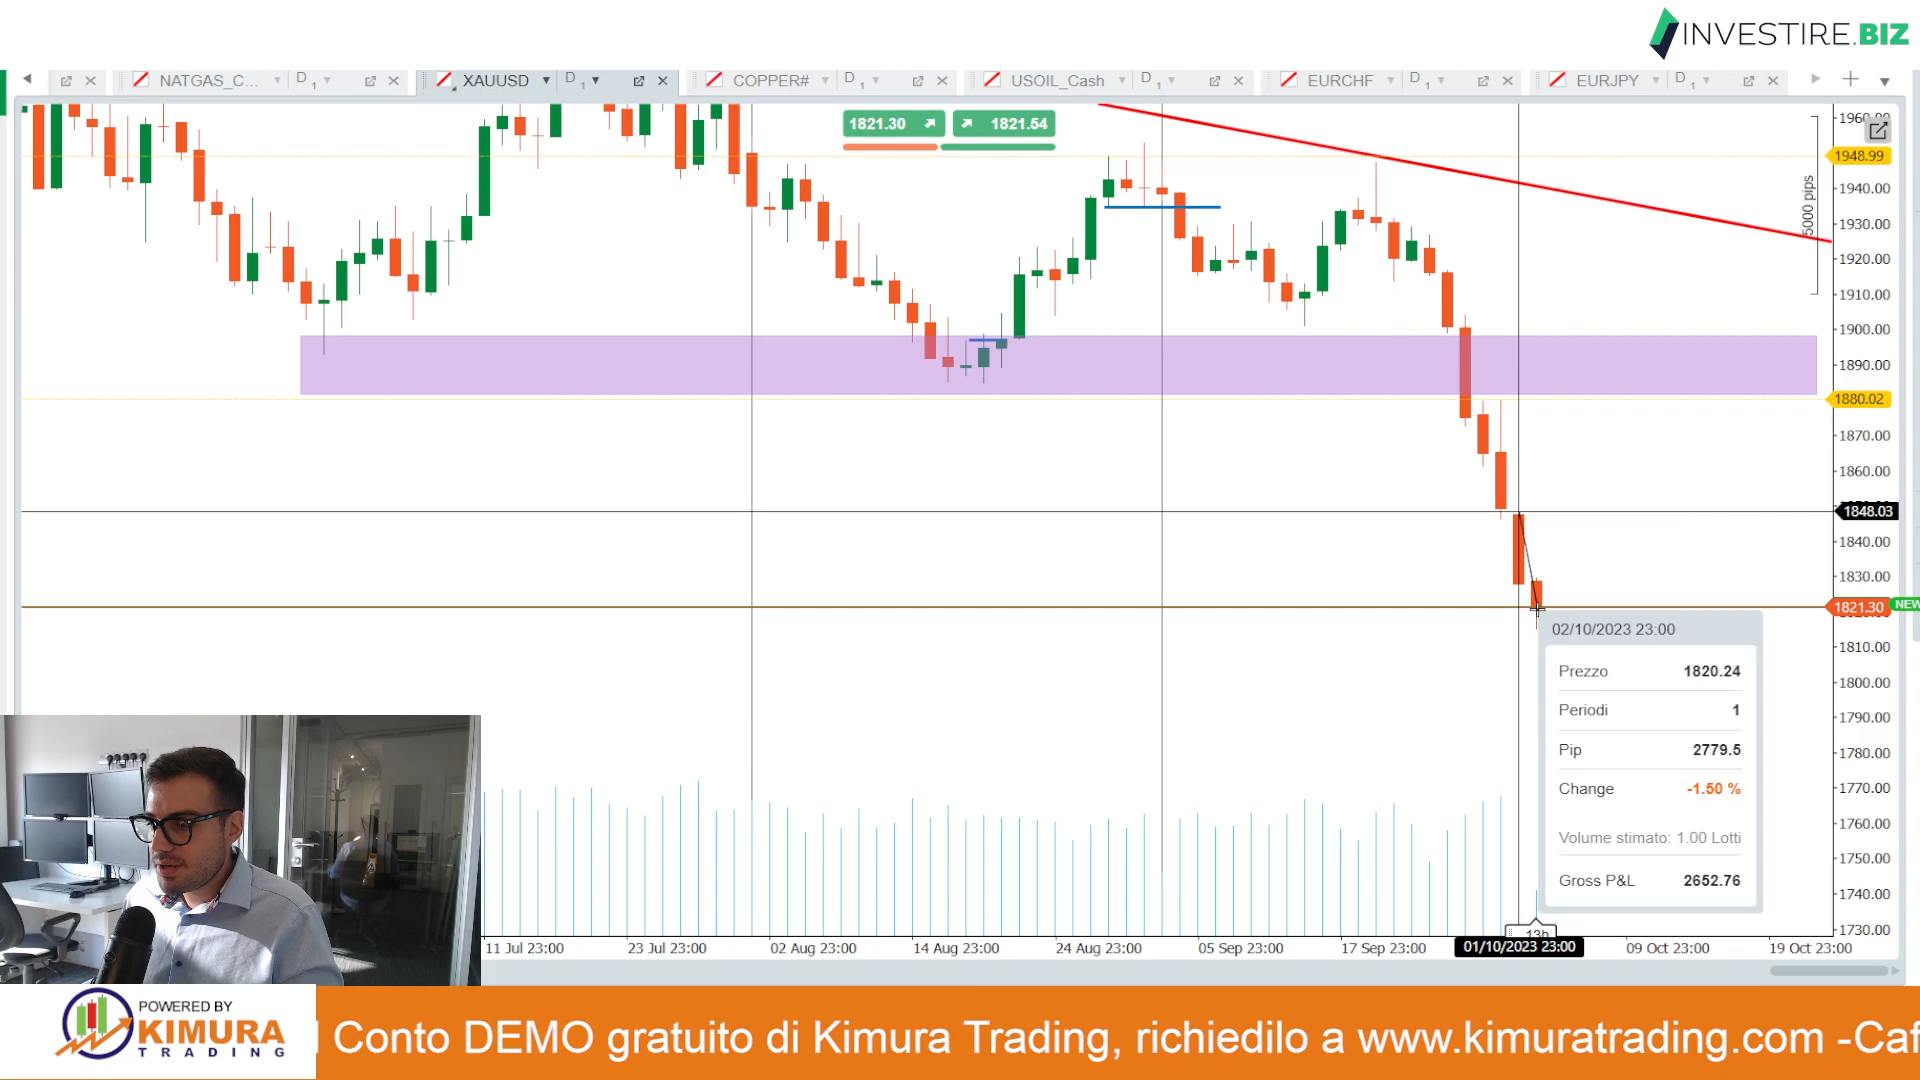 INVESTIRE.BIZ
NATGAS_C... D 1
XAUUSD D 1
COPPER# D 1
USOIL_Cash D 1
EURCHF D 1
EURJPY D 1
1821.30
1821.54
5000 pips
1948.99
1940.00
1930.00
1920.00
1910.00
1900.00
1890.00
1880.02
1870.00
1860.00
1848.03
1840.00
1830.00
1821.30
NEW
1810.00
1800.00
1790.00
1780.00
1770.00
1760.00
1750.00
1740.00
1730.00
02/10/2023 23:00
Prezzo 1820.24
Periodi 1
Pip 2779.5
Change -1.50 %
Volume stimato: 1.00 Lotti
Gross P&L 2652.76
13h
11 Jul 23:00
23 Jul 23:00
02 Aug 23:00
14 Aug 23:00
24 Aug 23:00
05 Sep 23:00
17 Sep 23:00
01/10/2023 23:00
09 Oct 23:00
19 Oct 23:00
POWERED BY
KIMURA
TRADING
l Conto DEMO gratuito di Kimura Trading, richiedilo a www.kimuratrading.com -Caf